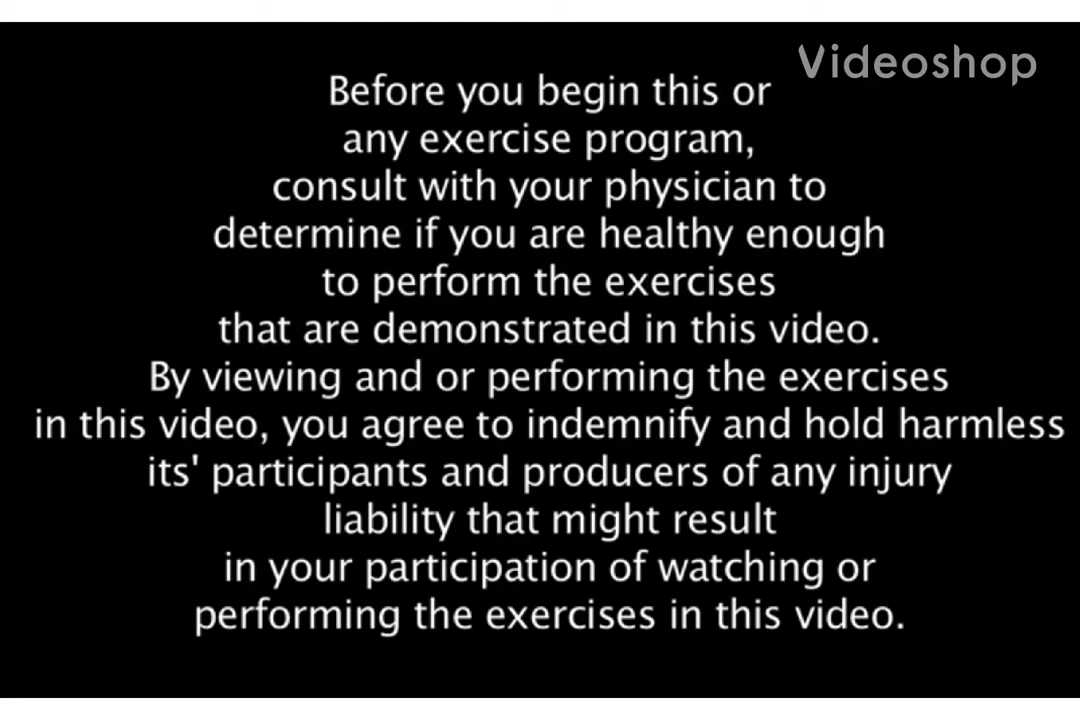 Videoshop
Before you begin this or
any exercise program,
consult with your physician to
determine if you are healthy enough
to perform the exercises
that are demonstrated in this video.
By viewing and or performing the exercises
in this video, you agree to indemnify and hold harmless
its' participants and producers of any injury
liability that might result
in your participation of watching or
performing the exercises in this video.